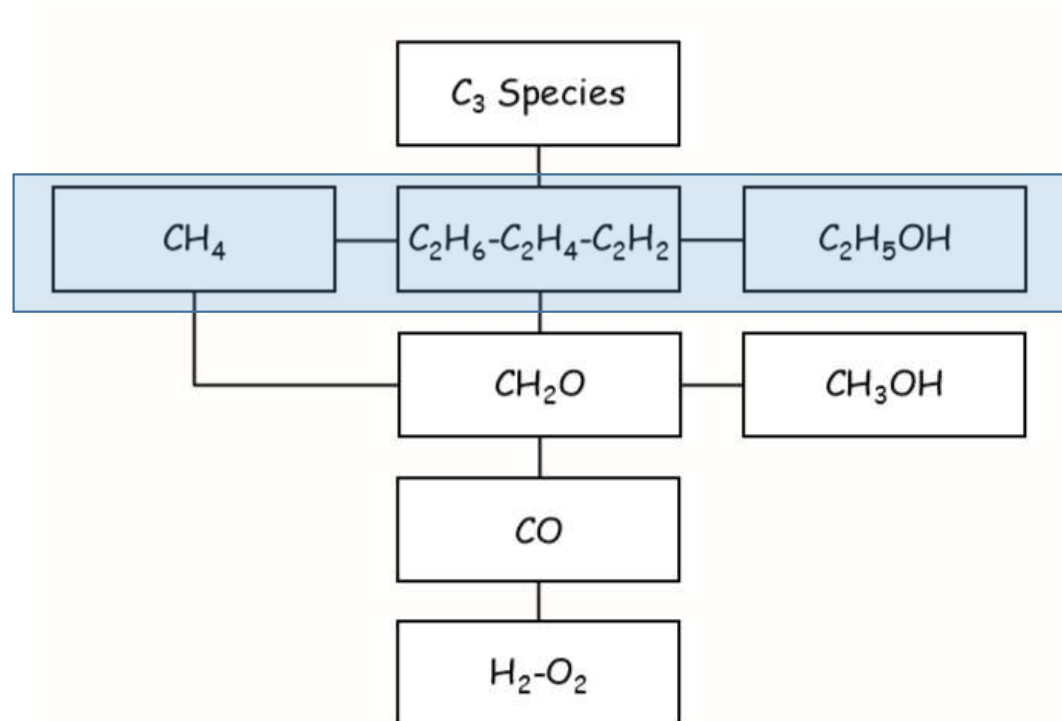 C₃ Species
CH₄ C₂H₆-C₂H₄-C₂H₂ C₂H₅OH
CH₂O CH₃OH
CO
H₂-O₂